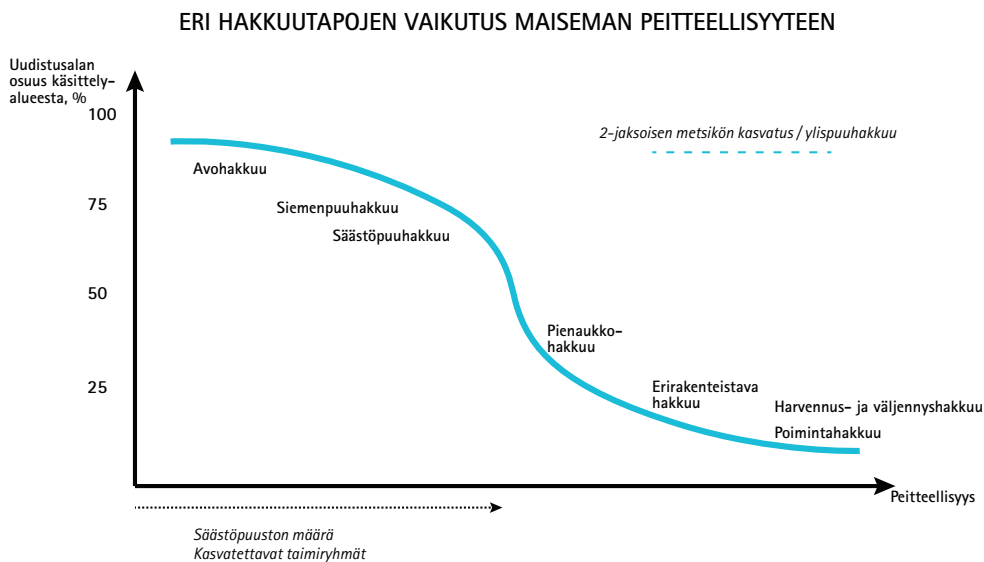 ERI HAKKUUTAPOJEN VAIKUTUS MAISEMAN PEITTEELLISYYTEEN
Uudistusalan
osuus käsittely-
alueesta, %
100
2-jaksoisen metsikön kasvatus / ylispuuhakkuu
Avohakkuu
75
Siemenpuuhakkuu
Säästöpuuhakkuu
50
Pienaukko-
hakkuu
25
Erirakenteistava
hakkuu
Harvennus- ja väljennyshakkuu
Poimintahakkuu
Peitteellisyys
Säästöpuuston määrä
Kasvatettavat taimiryhmät